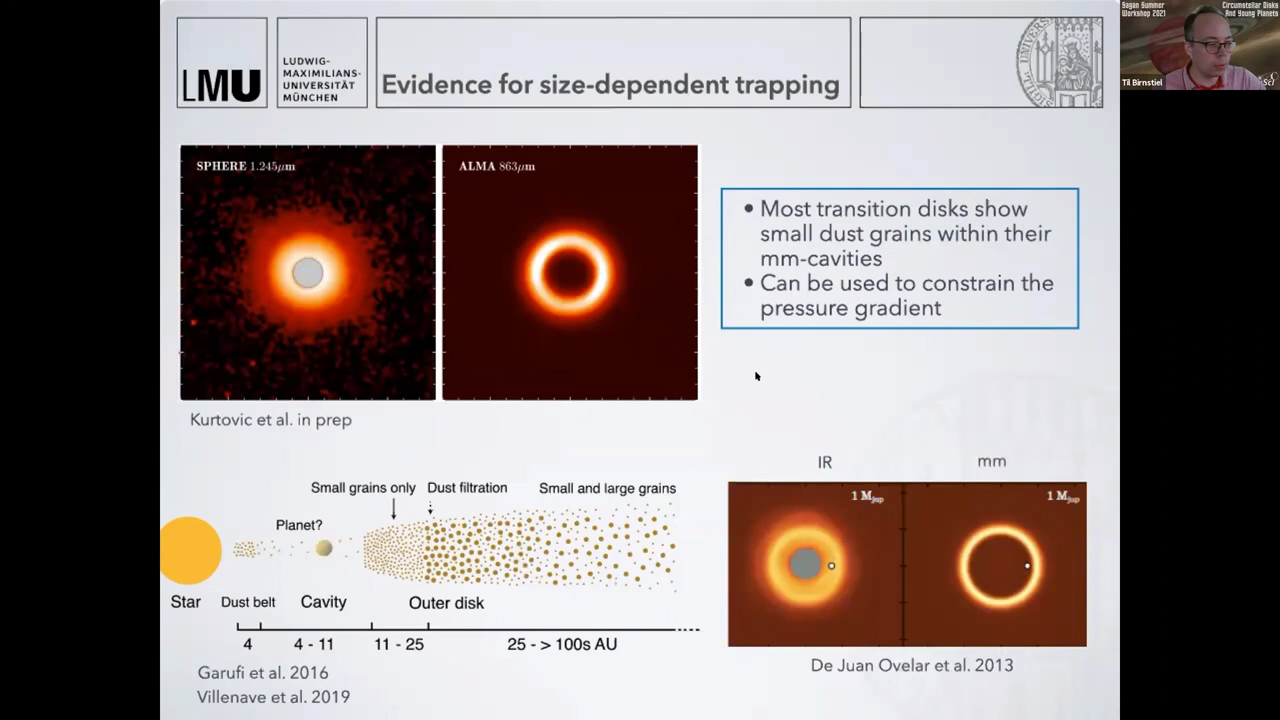 LMU
LUDWIG-
MAXIMILIANS-
UNIVERSITÄT
MÜNCHEN
Evidence for size-dependent trapping
Sagan Summer
Workshop 2021
Circumstellar Disks
And Young Planets
Til Birnstiel
SPHERE 1.245μm
ALMA 863μm
• Most transition disks show
small dust grains within their
mm-cavities
• Can be used to constrain the
pressure gradient
Kurtovic et al. in prep
Small grains only
Dust filtration
Small and large grains
Planet?
Star
Dust belt
Cavity
Outer disk
4
4 - 11
11 - 25
25 - > 100s AU
Garufi et al. 2016
Villenave et al. 2019
IR
mm
1 Mjup
1 Mjup
De Juan Ovelar et al. 2013